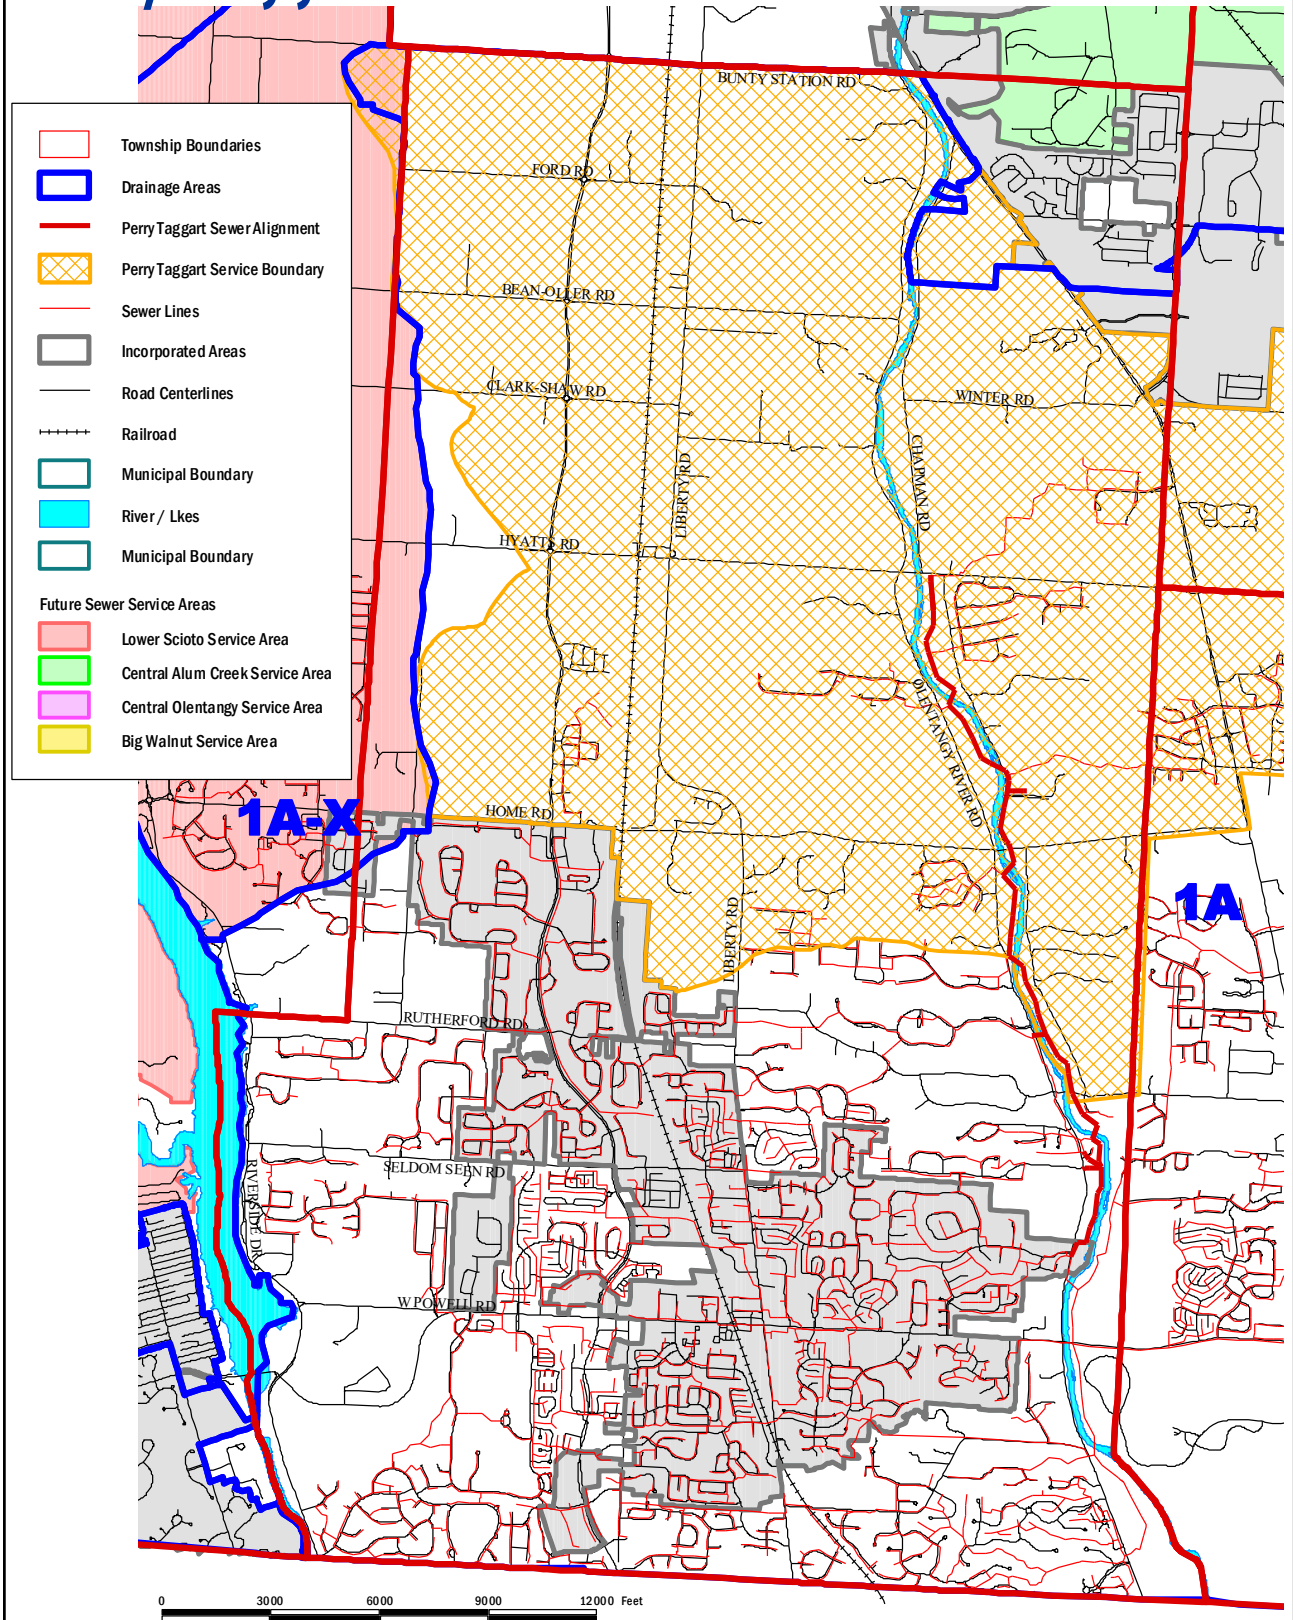 BUNTY STATION RD
Township Boundaries
Drainage Areas
FORD RD
Perry Taggart Sewer Alignment
Perry Taggart Service Boundary
BEAN-OLLER RD
Sewer Lines
Incorporated Areas
Road Centerlines
CLARK-SHAW RD
WINTER RD
Railroad
Municipal Boundary
LIBERTY RD
CHAPMAN RD
River / Lkes
HYATTS RD
Municipal Boundary
Future Sewer Service Areas
Lower Scioto Service Area
Central Alum Creek Service Area
Central Olentangy Service Area
Big Walnut Service Area
OLENTANGY RIVER RD
1A-X
HOME RD
1A
LIBERTY RD
RUTHERFORD RD
SELDOM SEEN RD
RIVERSIDE DR
W POWELL RD
0 3000 6000 9000 12000 Feet